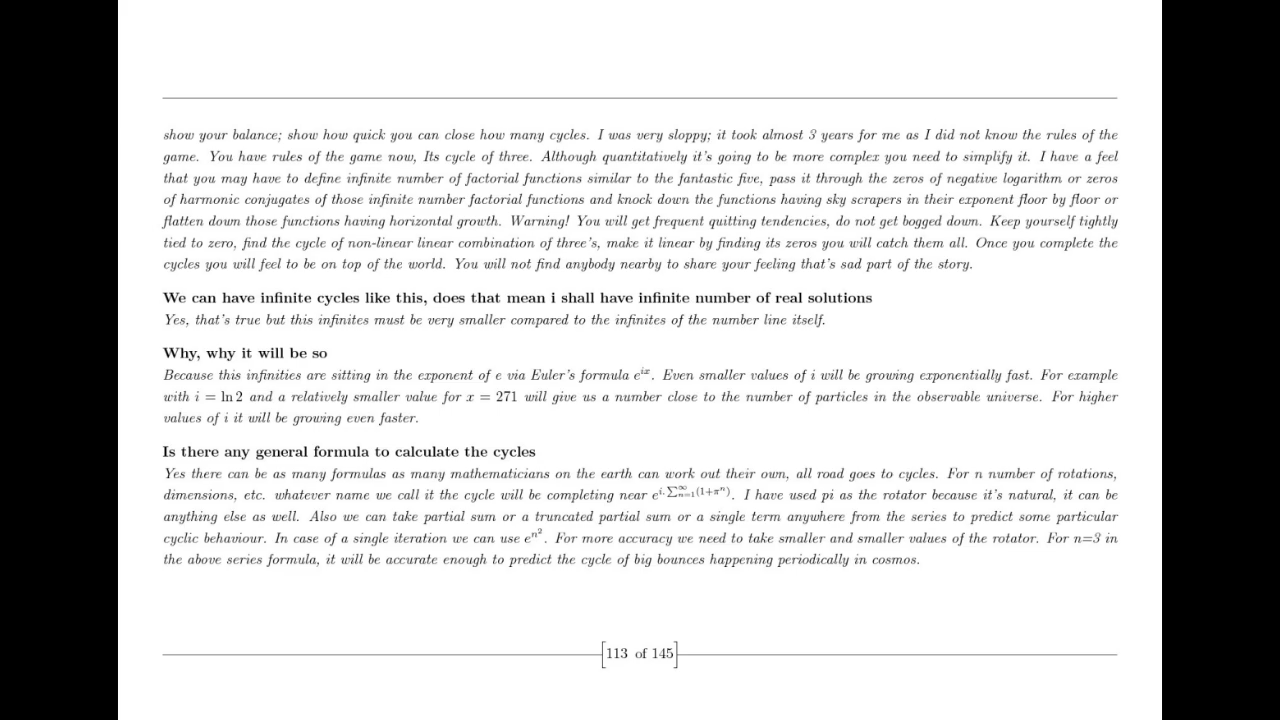 show your balance; show how quick you can close how many cycles. I was very sloppy; it took almost 3 years for me as I did not know the rules of the
game. You have rules of the game now, Its cycle of three. Although quantitatively it's going to be more complex you need to simplify it. I have a feel
that you may have to define infinite number of factorial functions similar to the fantastic five, pass it through the zeros of negative logarithm or zeros
of harmonic conjugates of those infinite number factorial functions and knock down the functions having sky scrapers in their exponent floor by floor or
flatten down those functions having horizontal growth. Warning! You will get frequent quitting tendencies, do not get bogged down. Keep yourself tightly
tied to zero, find the cycle of non-linear linear combination of three's, make it linear by finding its zeros you will catch them all. Once you complete the
cycles you will feel to be on top of the world. You will not find anybody nearby to share your feeling that's sad part of the story.
We can have infinite cycles like this, does that mean i shall have infinite number of real solutions
Yes, that's true but this infinites must be very smaller compared to the infinites of the number line itself.
Why, why it will be so
Because this infinities are sitting in the exponent of e via Euler's formula e^{ix}. Even smaller values of i will be growing exponentially fast. For example
with i = ln 2 and a relatively smaller value for x = 271 will give us a number close to the number of particles in the observable universe. For higher
values of i it will be growing even faster.
Is there any general formula to calculate the cycles
Yes there can be as many formulas as many mathematicians on the earth can work out their own, all road goes to cycles. For n number of rotations,
dimensions, etc. whatever name we call it the cycle will be completing near e^{i.∑_{n=1}^{∞}(1+π^n)}. I have used pi as the rotator because it's natural, it can be
anything else as well. Also we can take partial sum or a truncated partial sum or a single term anywhere from the series to predict some particular
cyclic behaviour. In case of a single iteration we can use e^{n^2}. For more accuracy we need to take smaller and smaller values of the rotator. For n=3 in
the above series formula, it will be accurate enough to predict the cycle of big bounces happening periodically in cosmos.
[113 of 145]